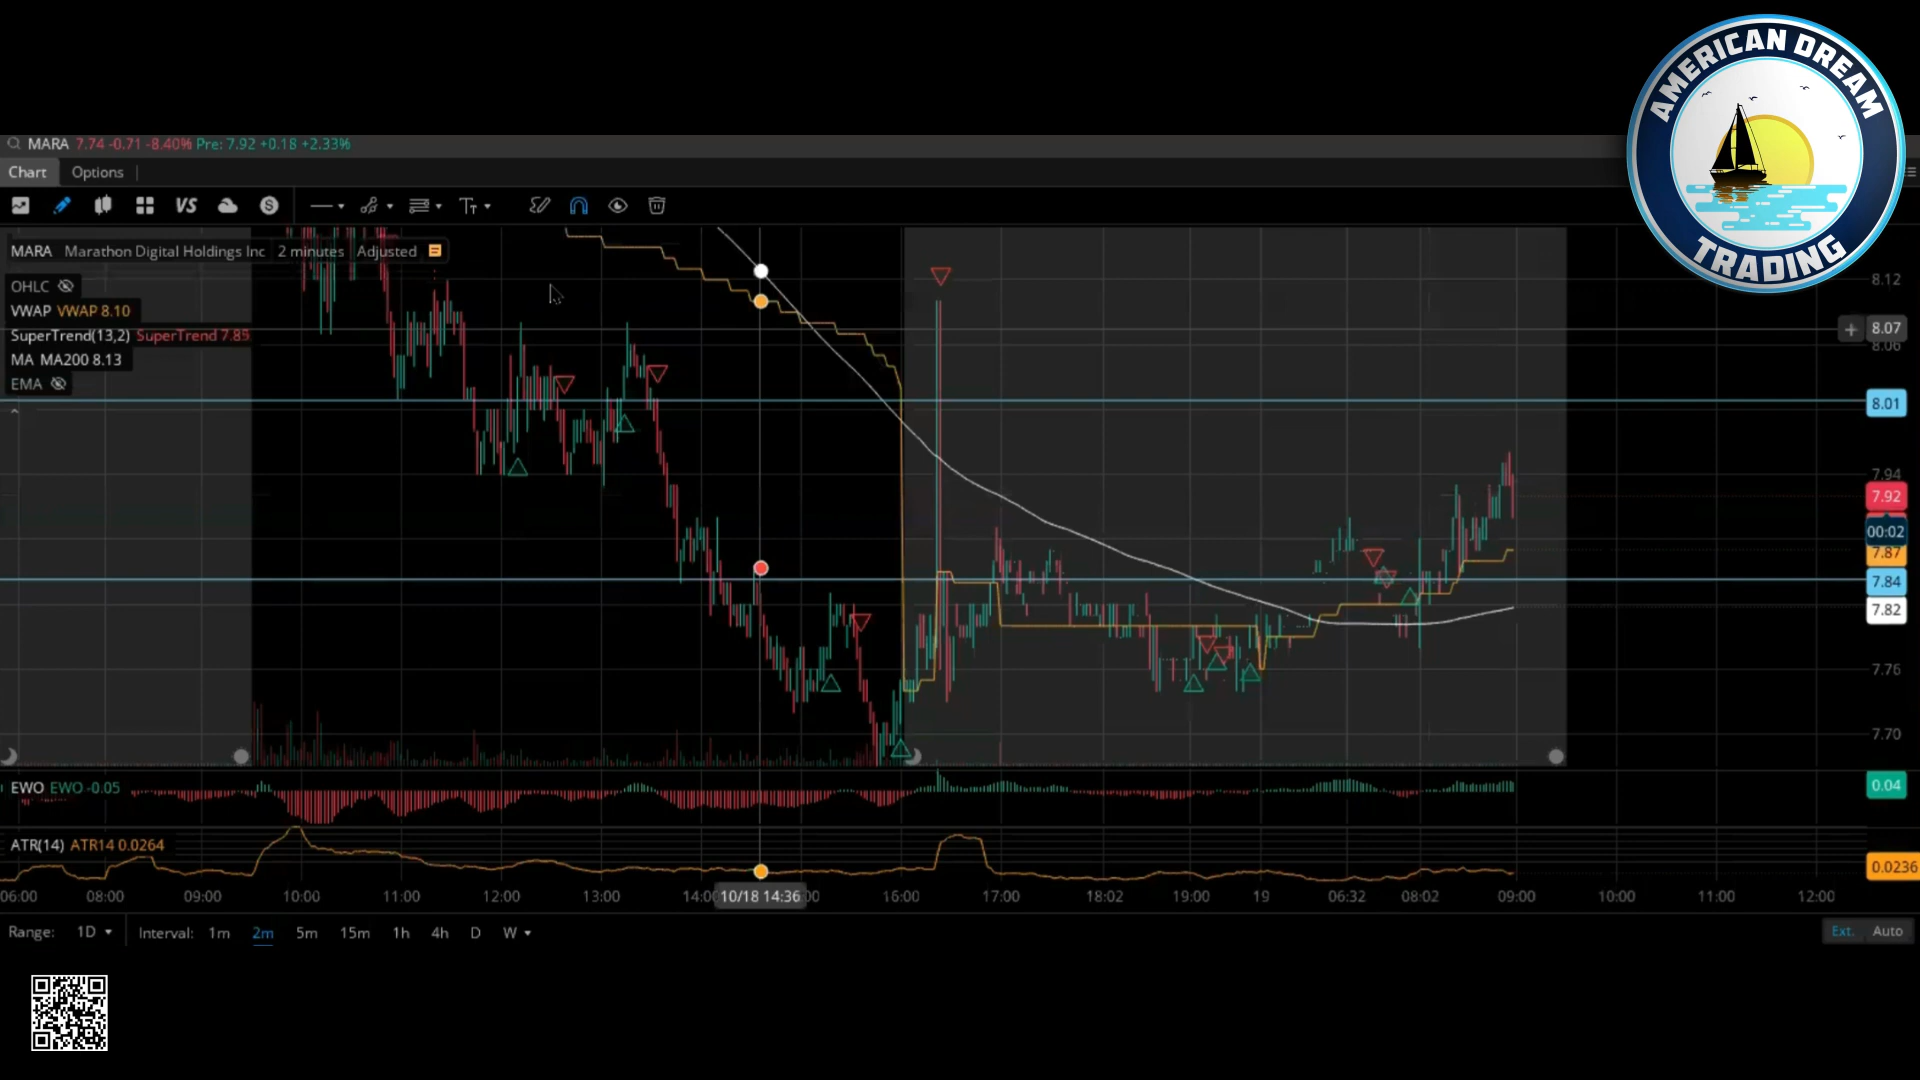 AMERICAN DREAM
TRADING
MARA 7.74 -0.71 -8.40% Pre: 7.92 +0.18 +2.33%
Chart Options
VS
S
MARA Marathon Digital Holdings Inc 2 minutes Adjusted
OHLC
VWAP VWAP 8.10
SuperTrend(13,2) SuperTrend 7.85
MA MA200 8.13
EMA
8.12
8.07
8.06
8.01
7.94
7.92
00:02
7.87
7.84
7.82
7.76
7.70
EWO EWO -0.05
0.04
ATR(14) ATR14 0.0264
0.0236
06:00 08:00 09:00 10:00 11:00 12:00 13:00 14:00 10/18 14:36 16:00 17:00 18:02 19:00 19 06:32 08:02 09:00 10:00 11:00 12:00
Range: 1D Interval: 1m 2m 5m 15m 1h 4h D W Ext. Auto